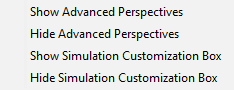 Show Advanced Perspectives
Hide Advanced Perspectives
Show Simulation Customization Box
Hide Simulation Customization Box